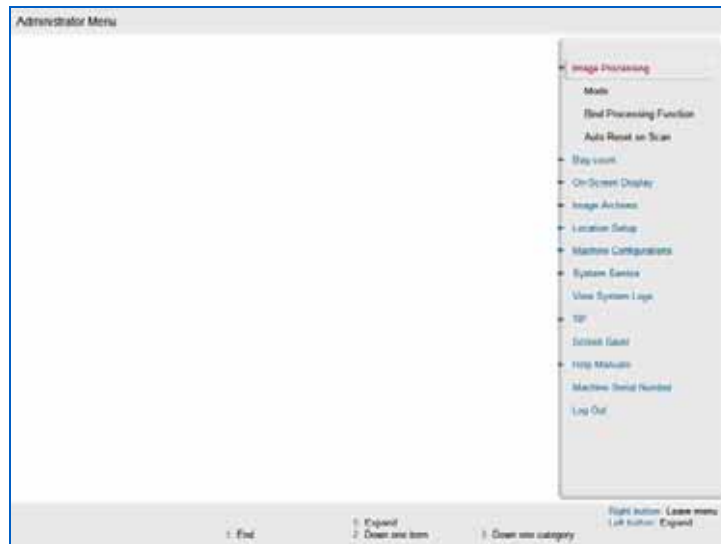 Administrator Menu
Image Processing
Mode
Bind Processing Function
Auto Reset on Scan
Bag count
On-Screen Display
Image Archives
Location Setup
Machine Configurations
System Service
View System Logs
TIP
Screen Saver
Help Manuals
Machine Serial Number
Log Out
Right button: Leave menu
Left button: Expand
5: Expand
1: End
2: Down one item
3: Down one category